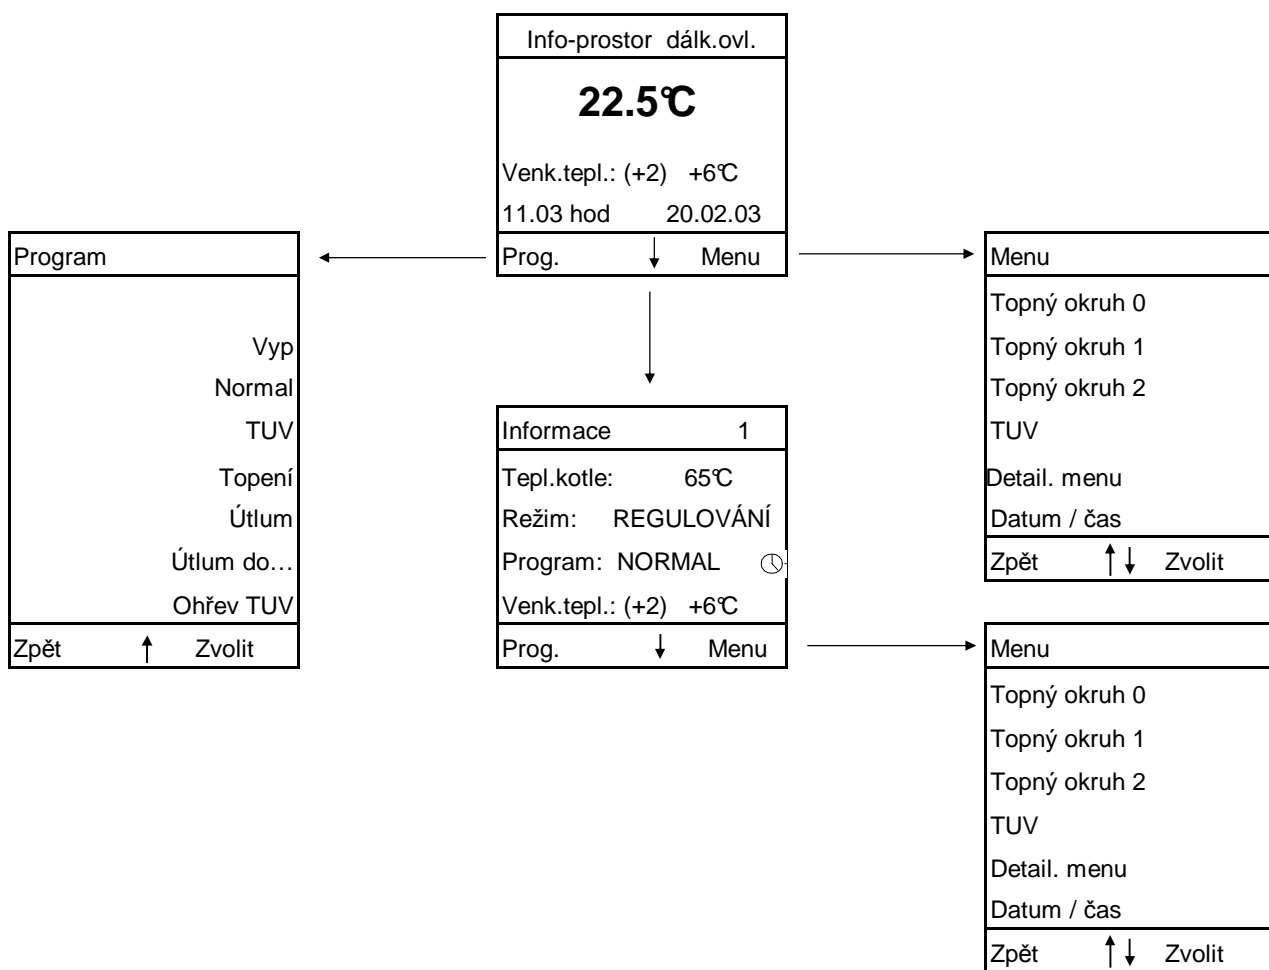 Info-prostor dálk.ovl.
22.5°C
Venk.tepl.: (+2) +6°C
11.03 hod 20.02.03
Prog. ↓ Menu
Program
Vyp
Normal
TUV
Topení
Útlum
Útlum do…
Ohřev TUV
Zpět ↑ Zvolit
Informace 1
Tepl.kotle: 65°C
Režim: REGULOVÁNÍ
Program: NORMAL
Venk.tepl.: (+2) +6°C
Prog. ↓ Menu
Menu
Topný okruh 0
Topný okruh 1
Topný okruh 2
TUV
Detail. menu
Datum / čas
Zpět ↑↓ Zvolit
Menu
Topný okruh 0
Topný okruh 1
Topný okruh 2
TUV
Detail. menu
Datum / čas
Zpět ↑↓ Zvolit